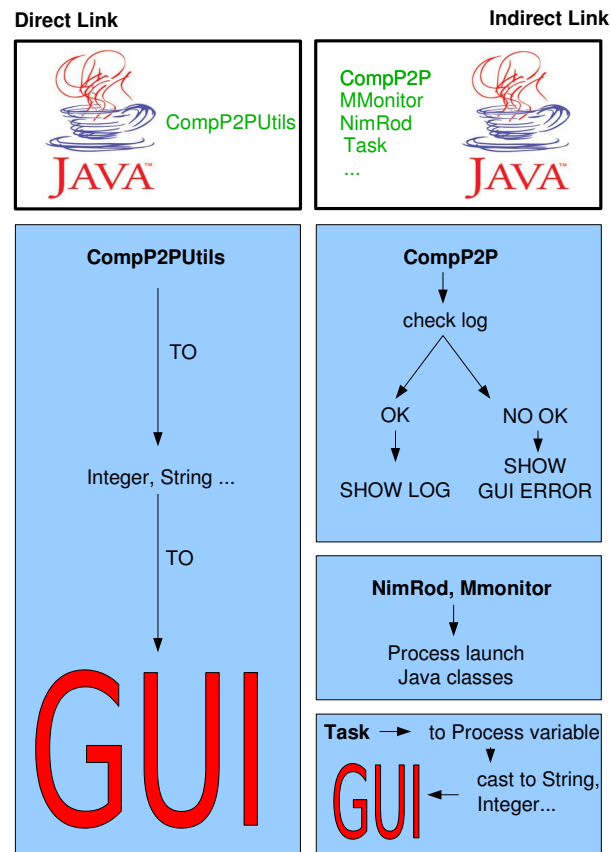 Direct Link
Indirect Link
JAVA™
CompP2PUtils
CompP2P
MMonitor
NimRod
Task
...
JAVA™
CompP2PUtils
TO
Integer, String ...
TO
GUI
CompP2P
check log
OK
NO OK
SHOW LOG
SHOW
GUI ERROR
NimRod, Mmonitor
Process launch
Java classes
Task
to Process variable
cast to String,
Integer...
GUI